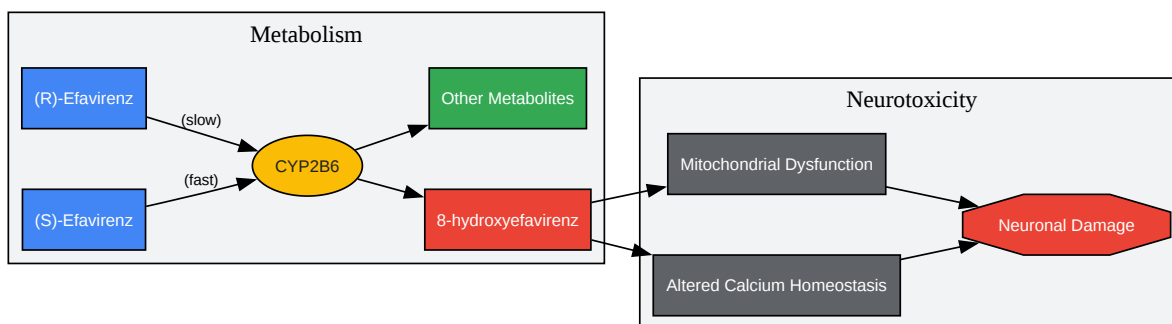 Metabolism
(R)-Efavirenz
(slow)
Other Metabolites
CYP2B6
(fast)
(S)-Efavirenz
8-hydroxyefavirenz
Neurotoxicity
Mitochondrial Dysfunction
Neuronal Damage
Altered Calcium Homeostasis